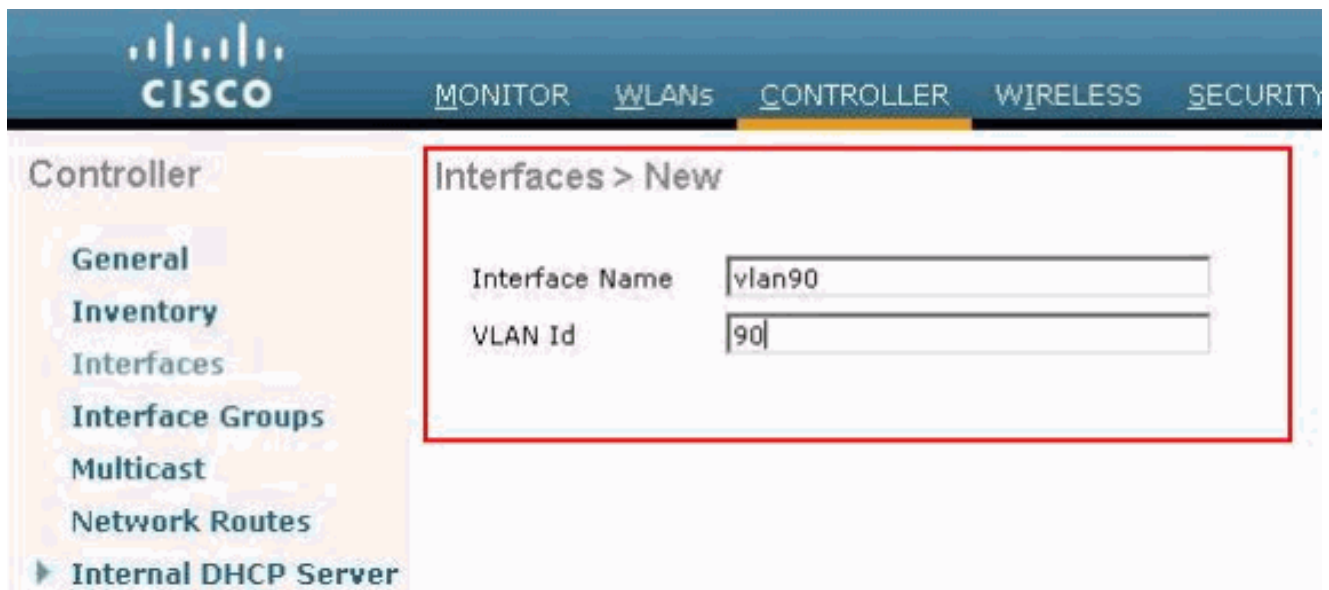 CISCO
MONITOR WLANs CONTROLLER WIRELESS SECURITY
Controller
General
Inventory
Interfaces
Interface Groups
Multicast
Network Routes
Internal DHCP Server
Interfaces > New
Interface Name vlan90
VLAN Id 90